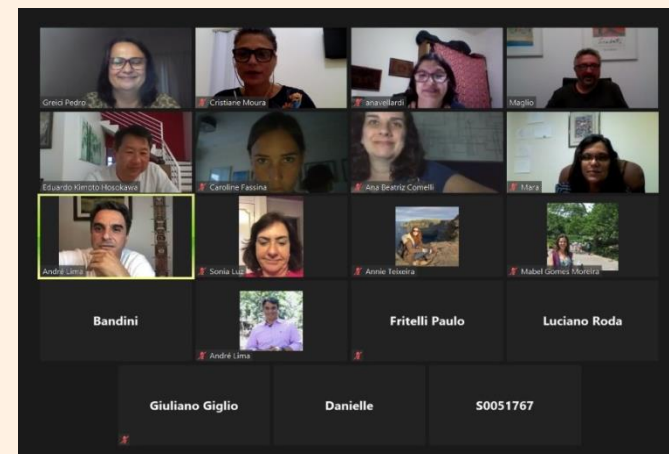 Greici Pedro
Cristiane Moura
anavellardi
Maglio
Eduardo Kimoto Hosokawa
Caroline Fassina
Ana Beatriz Comelli
Mara
André Lima
Sonia Luz
Annie Teixeira
Mabel Gomes Moreira
Bandini
André Lima
Fritelli Paulo
Luciano Roda
Giuliano Giglio
Danielle
S0051767